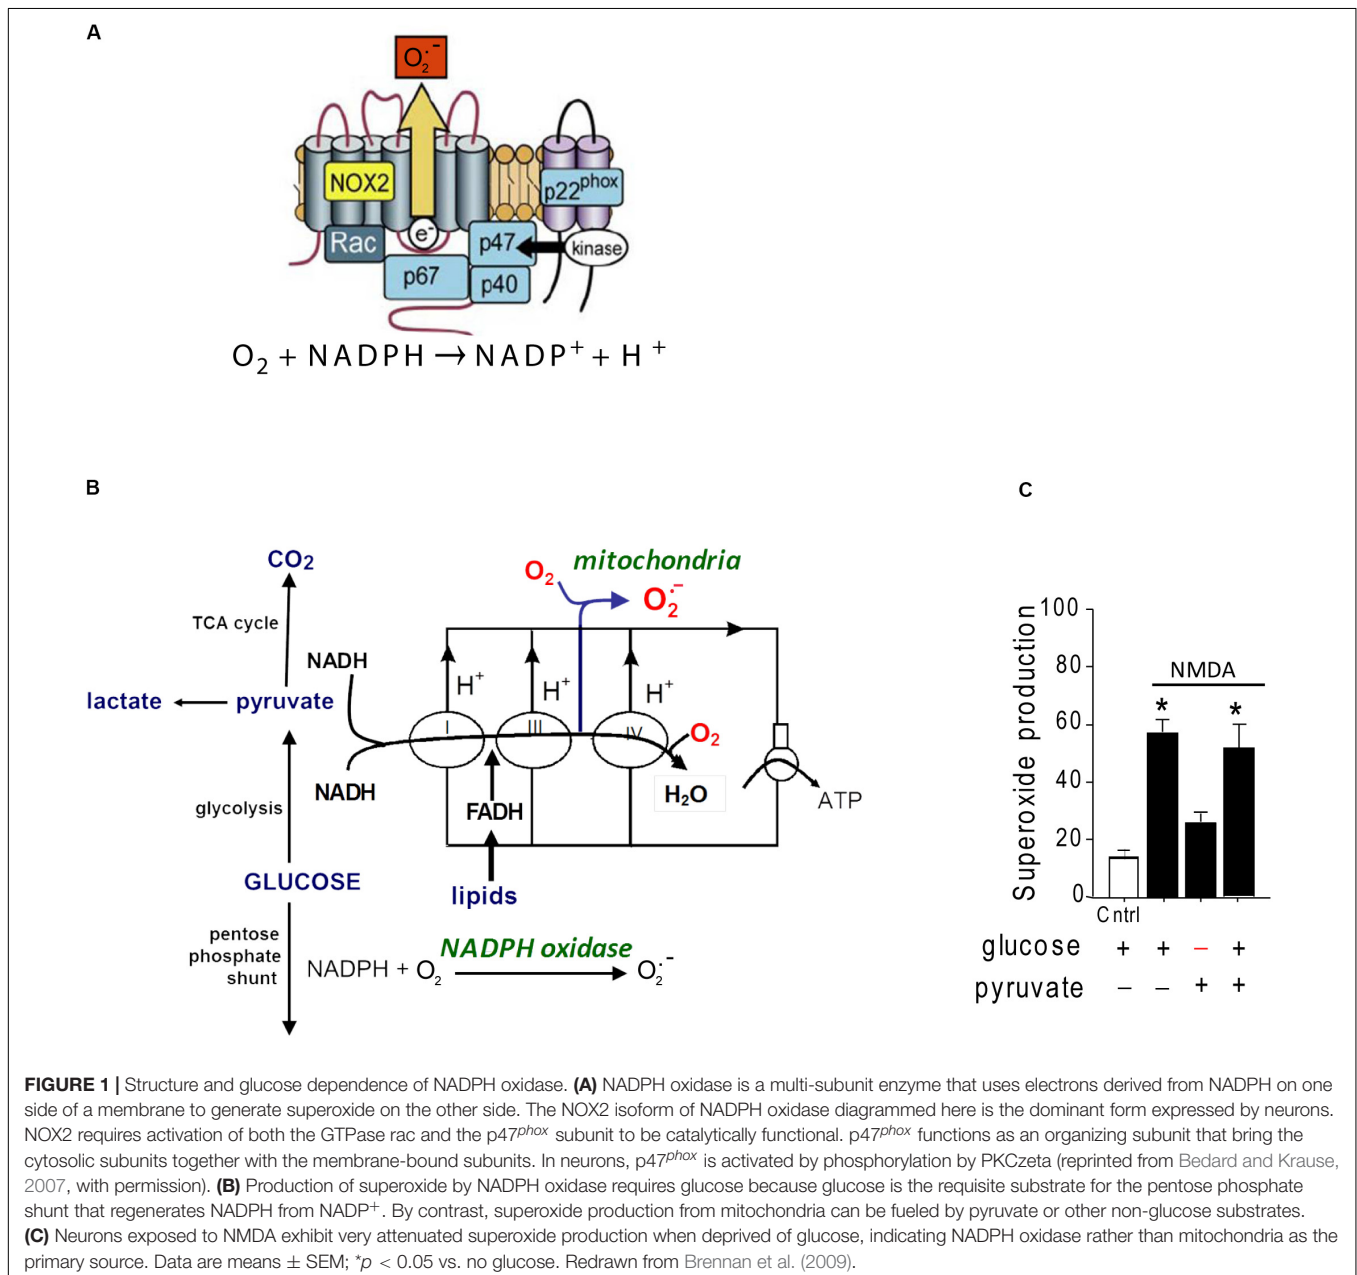 A
O₂·⁻
NOX2
p22phox
Rac
e⁻
p47
kinase
p67
p40
O₂ + NADPH → NADP⁺ + H⁺
B
CO₂
mitochondria
O₂
O₂·⁻
TCA cycle
NADH
H⁺
H⁺
H⁺
lactate
pyruvate
I
III
IV
O₂
NADH
H₂O
ATP
glycolysis
FADH
GLUCOSE
lipids
pentose
phosphate
shunt
NADPH oxidase
NADPH + O₂
O₂·⁻
C
Superoxide production
100
80
60
40
20
0
NMDA
*
*
Cntrl
glucose + + − +
pyruvate − − + +
FIGURE 1 | Structure and glucose dependence of NADPH oxidase. (A) NADPH oxidase is a multi-subunit enzyme that uses electrons derived from NADPH on one
side of a membrane to generate superoxide on the other side. The NOX2 isoform of NADPH oxidase diagrammed here is the dominant form expressed by neurons.
NOX2 requires activation of both the GTPase rac and the p47phox subunit to be catalytically functional. p47phox functions as an organizing subunit that bring the
cytosolic subunits together with the membrane-bound subunits. In neurons, p47phox is activated by phosphorylation by PKCzeta (reprinted from Bedard and Krause,
2007, with permission). (B) Production of superoxide by NADPH oxidase requires glucose because glucose is the requisite substrate for the pentose phosphate
shunt that regenerates NADPH from NADP⁺. By contrast, superoxide production from mitochondria can be fueled by pyruvate or other non-glucose substrates.
(C) Neurons exposed to NMDA exhibit very attenuated superoxide production when deprived of glucose, indicating NADPH oxidase rather than mitochondria as the
primary source. Data are means ± SEM; *p < 0.05 vs. no glucose. Redrawn from Brennan et al. (2009).